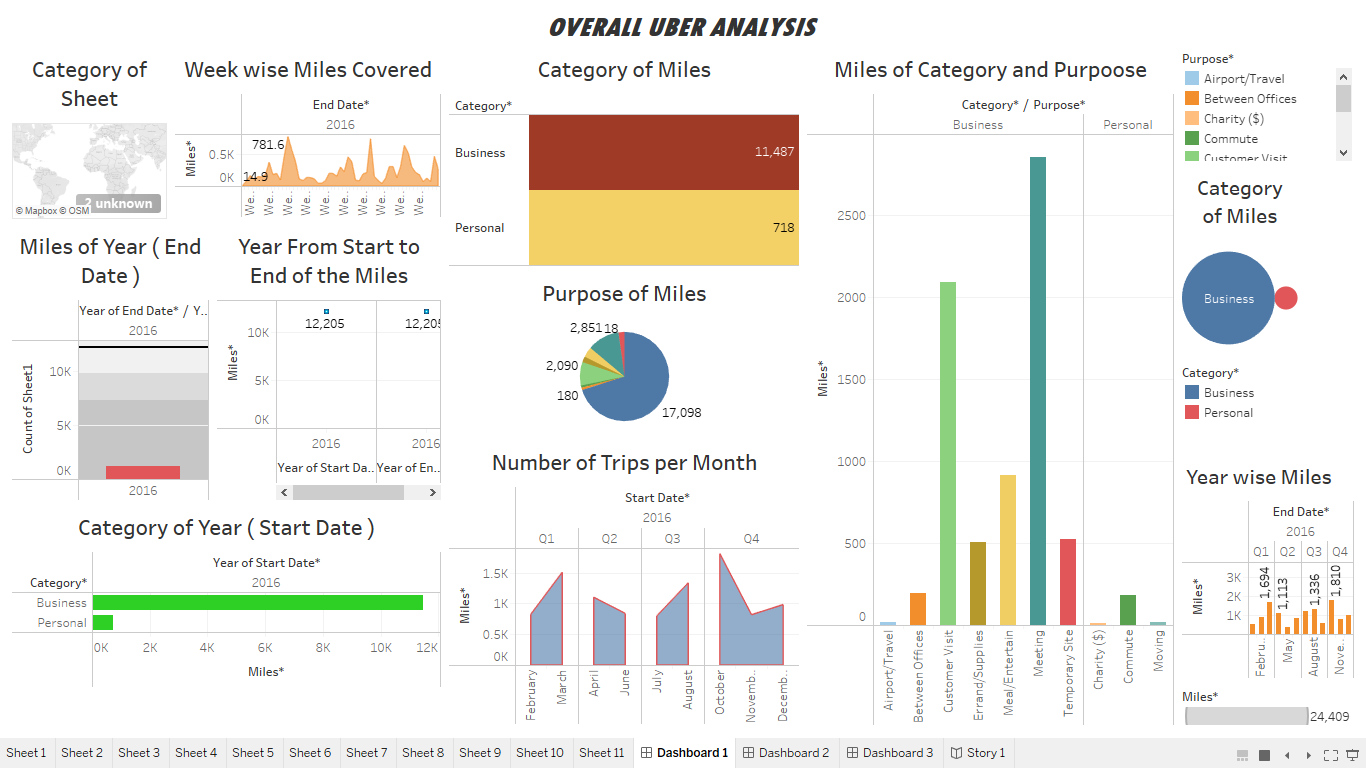 OVERALL UBER ANALYSIS
Category of
Sheet
© Mapbox © OSM
2 unknown
Week wise Miles Covered
End Date*
2016
Miles*
0.5K
0K
781.6
14.9
We..
We..
We..
We..
We..
We..
We..
We..
We..
We..
Miles of Year ( End
Date )
Year of End Date* / Y..
2016
Count of Sheet1
10K
5K
0K
2016
Year From Start to
End of the Miles
Miles*
10K
5K
0K
12,205
2016
2016
Year of Start Da..
Year of En..
Category of Year ( Start Date )
Year of Start Date*
Category*
2016
Business
Personal
0K
2K
4K
6K
8K
10K
12K
Miles*
Category of Miles
Category*
Business
11,487
Personal
718
Purpose of Miles
2,851
18
2,090
180
17,098
Number of Trips per Month
Start Date*
2016
Q1
Q2
Q3
Q4
Miles*
1.5K
1K
0.5K
0K
February
March
April
June
July
August
October
Novemb..
Decemb..
Miles of Category and Purpoose
Category* / Purpose*
Business
Personal
Miles*
2500
2000
1500
1000
500
0
Airport/Travel
Between Offices
Customer Visit
Errand/Supplies
Meal/Entertain
Meeting
Temporary Site
Charity ($)
Commute
Moving
Purpose*
Airport/Travel
Between Offices
Charity ($)
Commute
Customer Visit
Category
of Miles
Business
Category*
Business
Personal
Year wise Miles
End Date*
2016
Q1
Q2
Q3
Q4
Miles*
3K
2K
1K
1,694
1,113
1,336
1,810
Febru..
May
August
Nove..
Miles*
24,409
Sheet 1
Sheet 2
Sheet 3
Sheet 4
Sheet 5
Sheet 6
Sheet 7
Sheet 8
Sheet 9
Sheet 10
Sheet 11
Dashboard 1
Dashboard 2
Dashboard 3
Story 1